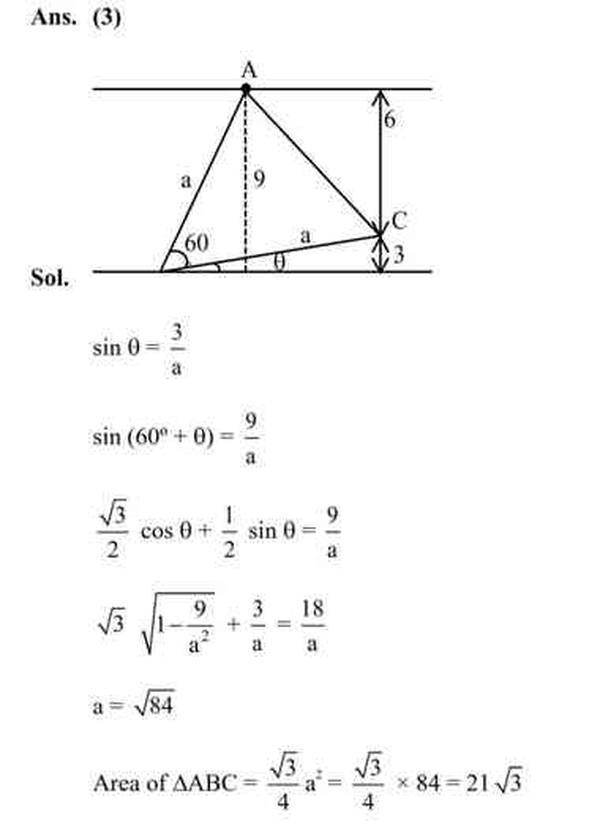 Ans. (3)
A
6
a
9
C
60
a
θ
3
Sol.
sin θ = 3/a
sin (60º + θ) = 9/a
√3/2 cos θ + 1/2 sin θ = 9/a
√3 √(1 − 9/a²) + 3/a = 18/a
a = √84
Area of ΔABC = √3/4 a² = √3/4 × 84 = 21√3